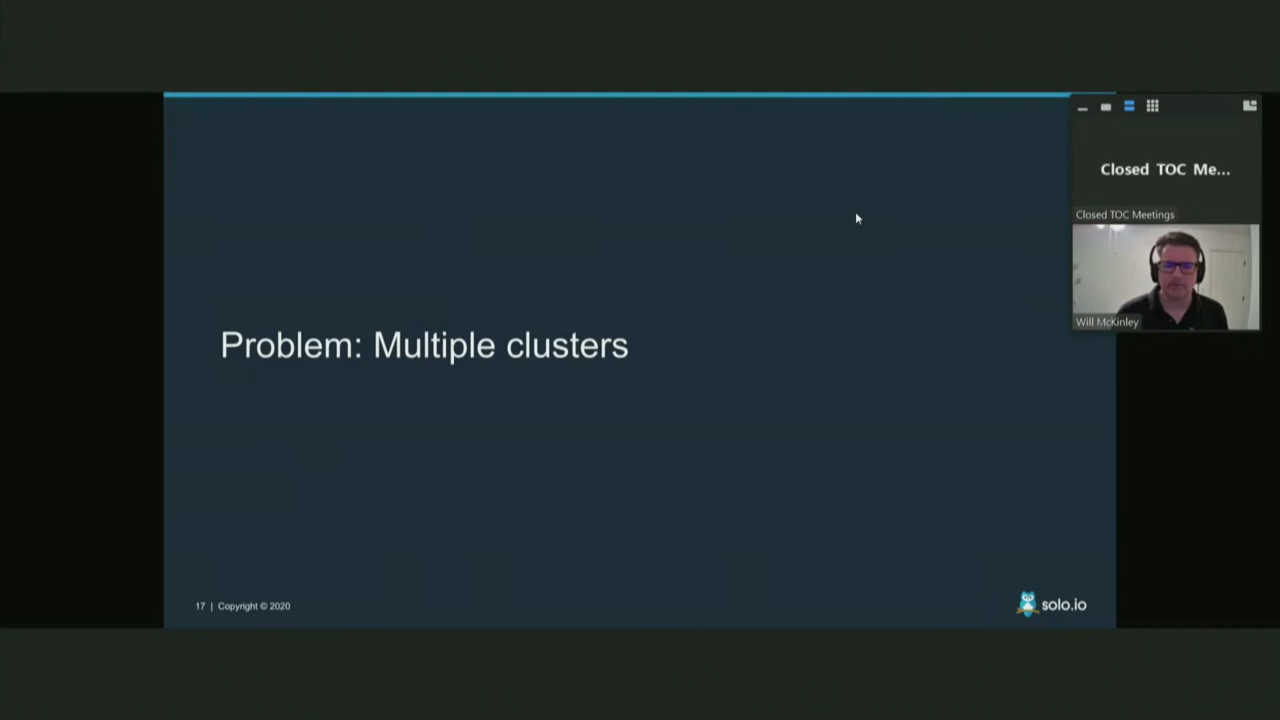 Closed TOC Me...
Closed TOC Meetings
Will McKinley
Problem: Multiple clusters
17 | Copyright © 2020
solo.io